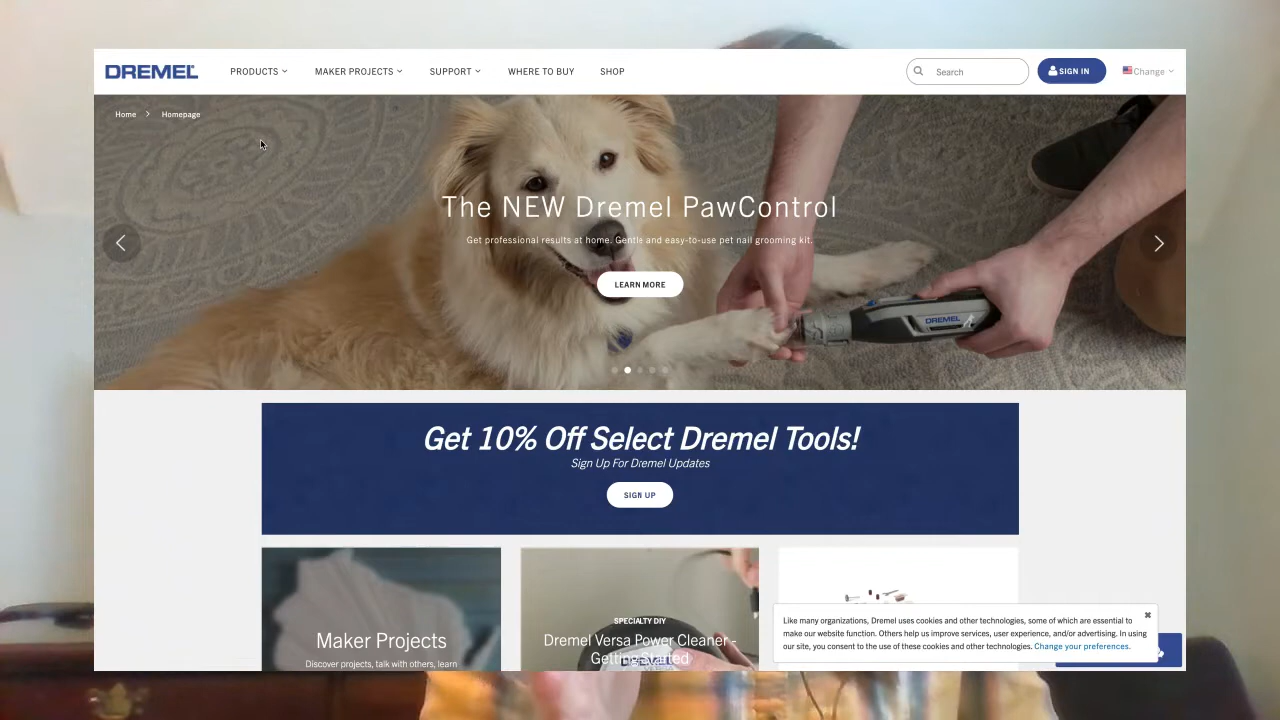 DREMEL
PRODUCTS
MAKER PROJECTS
SUPPORT
WHERE TO BUY
SHOP
Search
SIGN IN
Change
Home
Homepage
The NEW Dremel PawControl
Get professional results at home. Gentle and easy-to-use pet nail grooming kit.
LEARN MORE
DREMEL
Get 10% Off Select Dremel Tools!
Sign Up For Dremel Updates
SIGN UP
Maker Projects
Discover projects, talk with others, learn
SPECIALTY DIY
Dremel Versa Power Cleaner -
Getting Started
Like many organizations, Dremel uses cookies and other technologies, some of which are essential to
make our website function. Others help us improve services, user experience, and/or advertising. In using
our site, you consent to the use of these cookies and other technologies. Change your preferences.